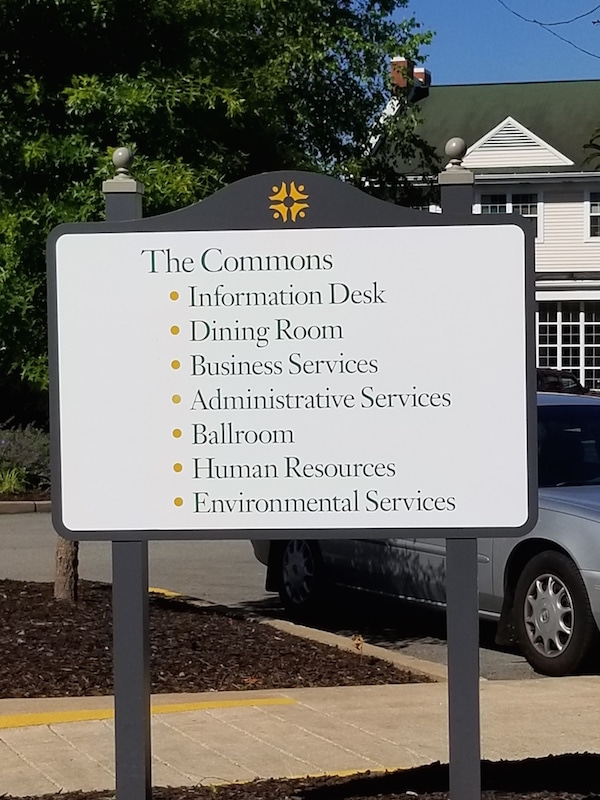 The Commons
• Information Desk
• Dining Room
• Business Services
• Administrative Services
• Ballroom
• Human Resources
• Environmental Services